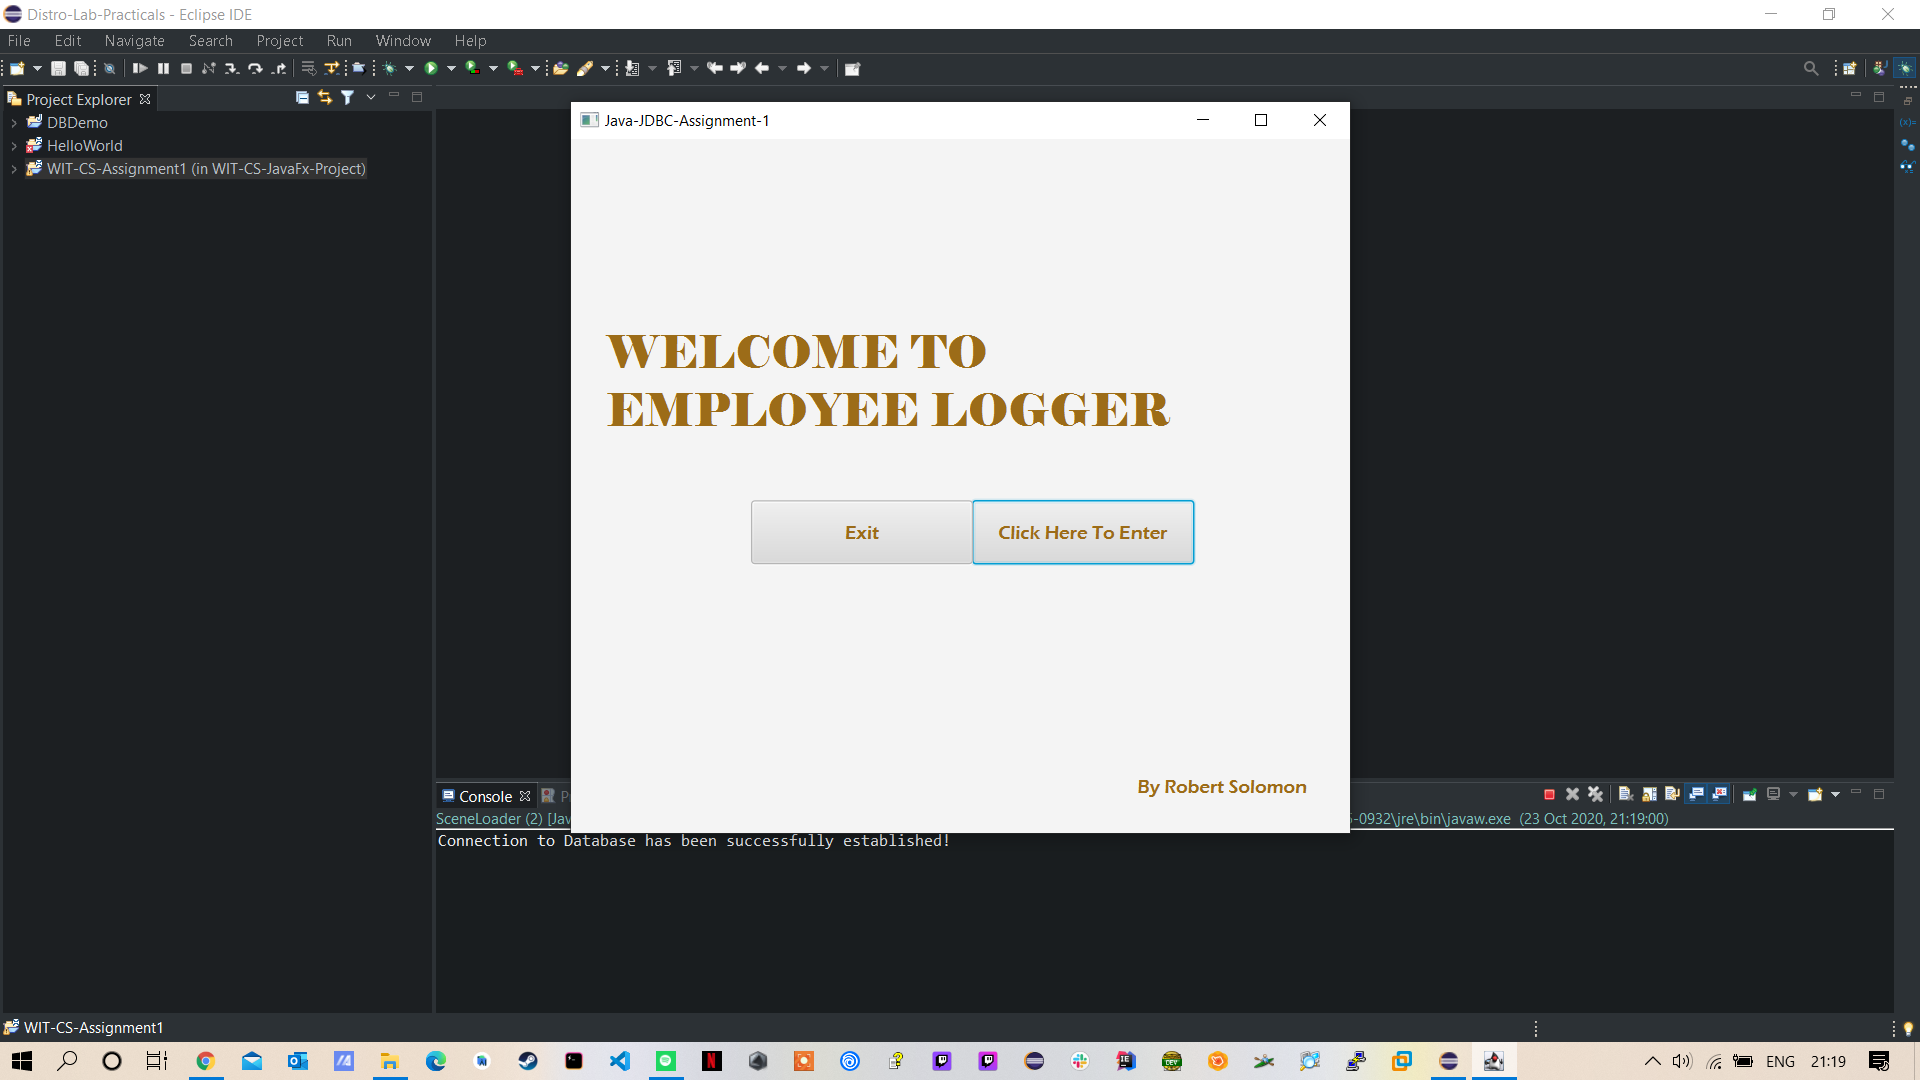 Distro-Lab-Practicals - Eclipse IDE
File Edit Navigate Search Project Run Window Help
Project Explorer
DBDemo
HelloWorld
WIT-CS-Assignment1 (in WIT-CS-JavaFx-Project)
Java-JDBC-Assignment-1
WELCOME TO
EMPLOYEE LOGGER
Exit
Click Here To Enter
By Robert Solomon
Console
SceneLoader (2) [Jav
-0932\jre\bin\javaw.exe (23 Oct 2020, 21:19:00)
Connection to Database has been successfully established!
WIT-CS-Assignment1
ENG 21:19